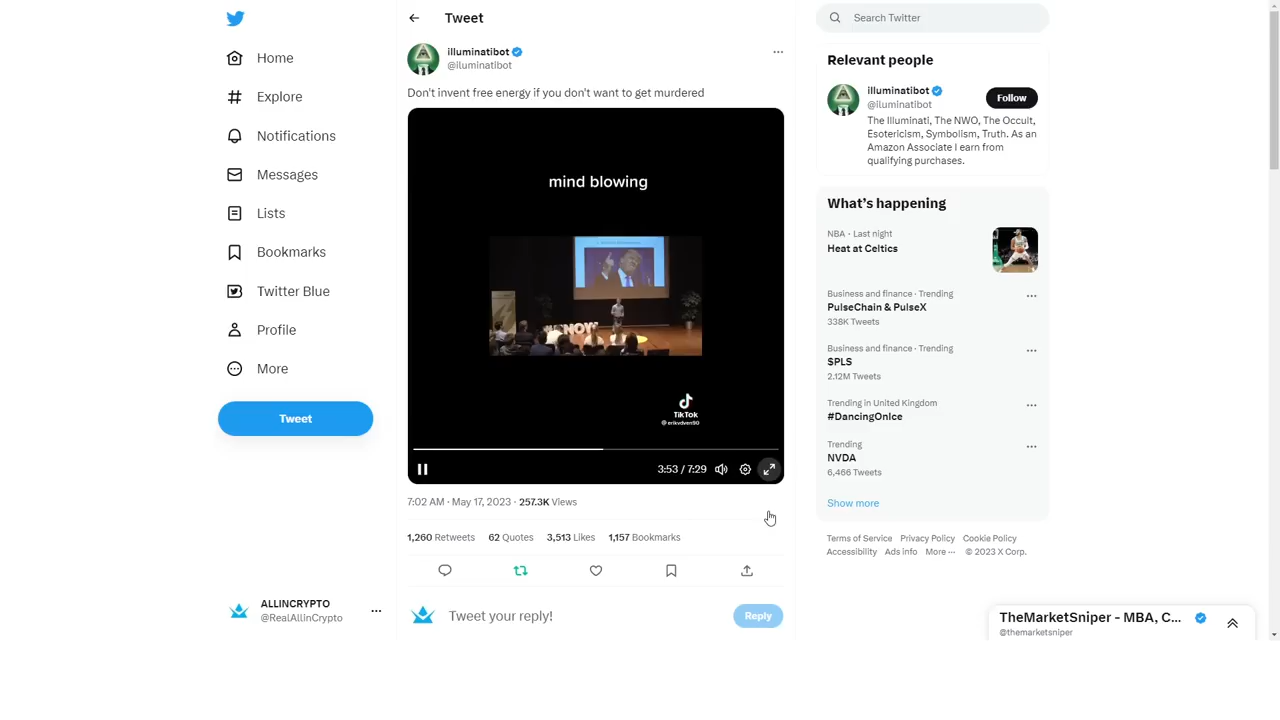 Home
Explore
Notifications
Messages
Lists
Bookmarks
Twitter Blue
Profile
More
Tweet
ALLINCRYPTO
@RealAllinCrypto
Tweet
illuminatibot
@iluminatibot
Don't invent free energy if you don't want to get murdered
mind blowing
KNOW
TikTok
@erikvdven90
3:53 / 7:29
7:02 AM · May 17, 2023 · 257.3K Views
1,260 Retweets 62 Quotes 3,513 Likes 1,157 Bookmarks
Tweet your reply!
Reply
Search Twitter
Relevant people
illuminatibot
@iluminatibot
Follow
The Illuminati, The NWO, The Occuit,
Esotericism, Symbolism, Truth. As an
Amazon Associate I earn from
qualifying purchases.
What's happening
NBA · Last night
Heat at Celtics
Business and finance · Trending
PulseChain & PulseX
338K Tweets
Business and finance · Trending
$PLS
2.12M Tweets
Trending in United Kingdom
#DancingOnIce
Trending
NVDA
6,466 Tweets
Show more
Terms of Service Privacy Policy Cookie Policy
Accessibility Ads info More ··· © 2023 X Corp.
TheMarketSniper - MBA, C...
@themarketsniper